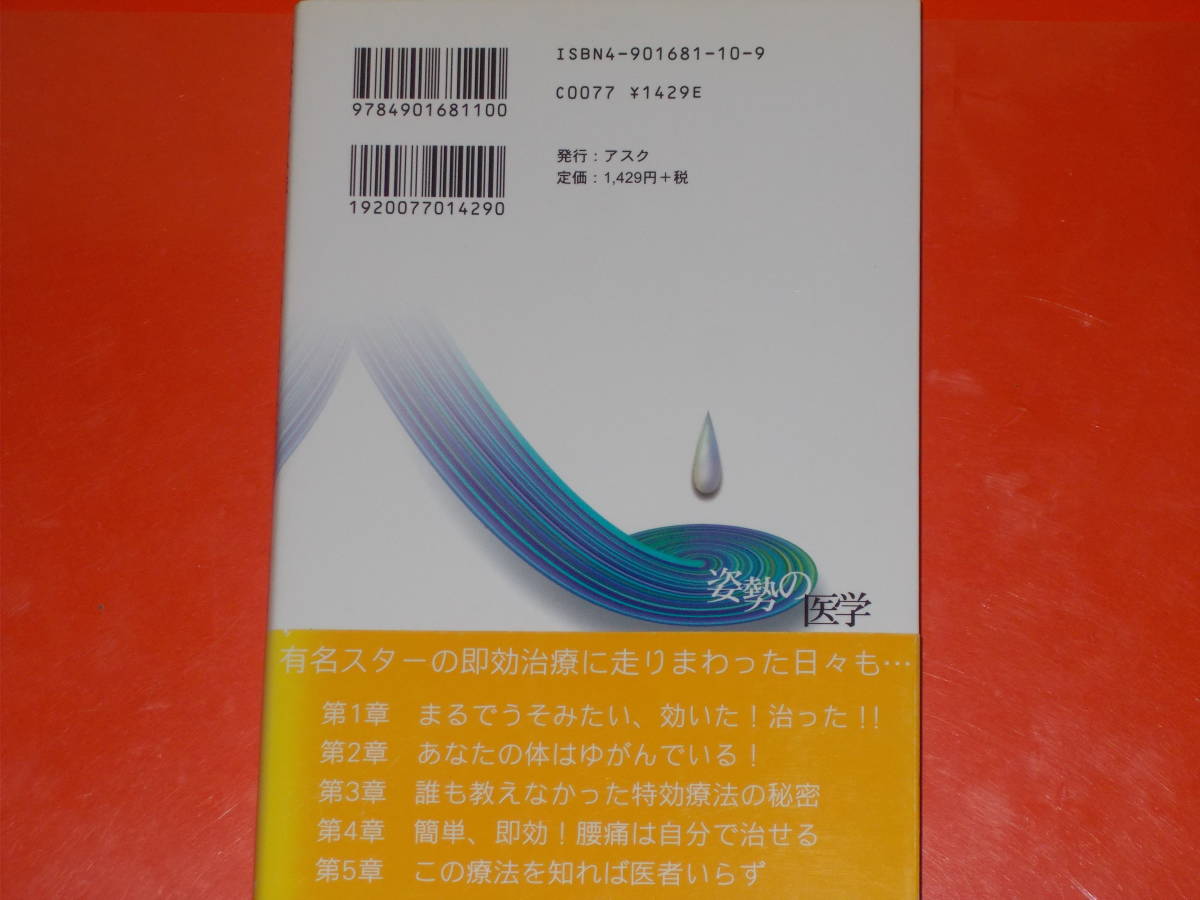 ISBN4-901681-10-9
9784901681100
C0077 ¥1429E
発行：アスク
定価：1,429円＋税
1920077014290
姿勢の医学
有名スターの即効治療に走りまわった日々も…
第1章 まるでうそみたい、効いた！治った!!
第2章 あなたの体はゆがんでいる！
第3章 誰も教えなかった特効療法の秘密
第4章 簡単、即効！腰痛は自分で治せる
第5章 この療法を知れば医者いらず